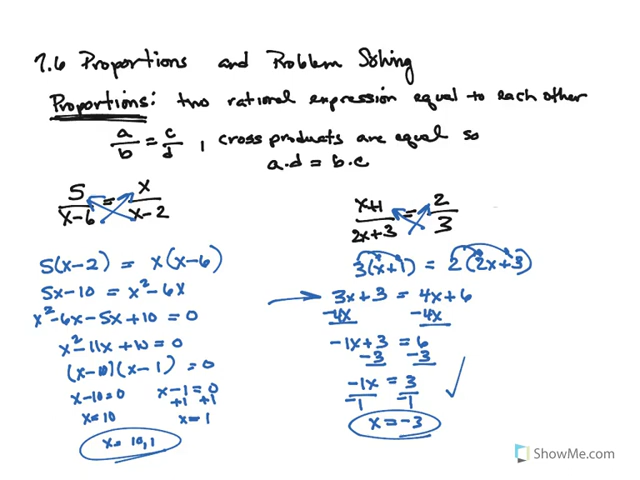 7.6 Proportions and Problem Solving
Proportions: two rational expression equal to each other
a/b = c/d , cross products are equal so
a.d = b.c
5/(x-6) = x/(x-2)
5(x-2) = x(x-6)
5x-10 = x²-6x
x²-6x-5x+10 = 0
x²-11x+10 = 0
(x-10)(x-1) = 0
x-10=0 x-1=0
+1 +1
x=10 x=1
x= 10,1
(x+1)/(2x+3) = 2/3
3(x+1) = 2(2x+3)
3x+3 = 4x+6
-4x -4x
-1x+3 = 6
-3 -3
-1x = 3
-1 -1
x=-3
ShowMe.com